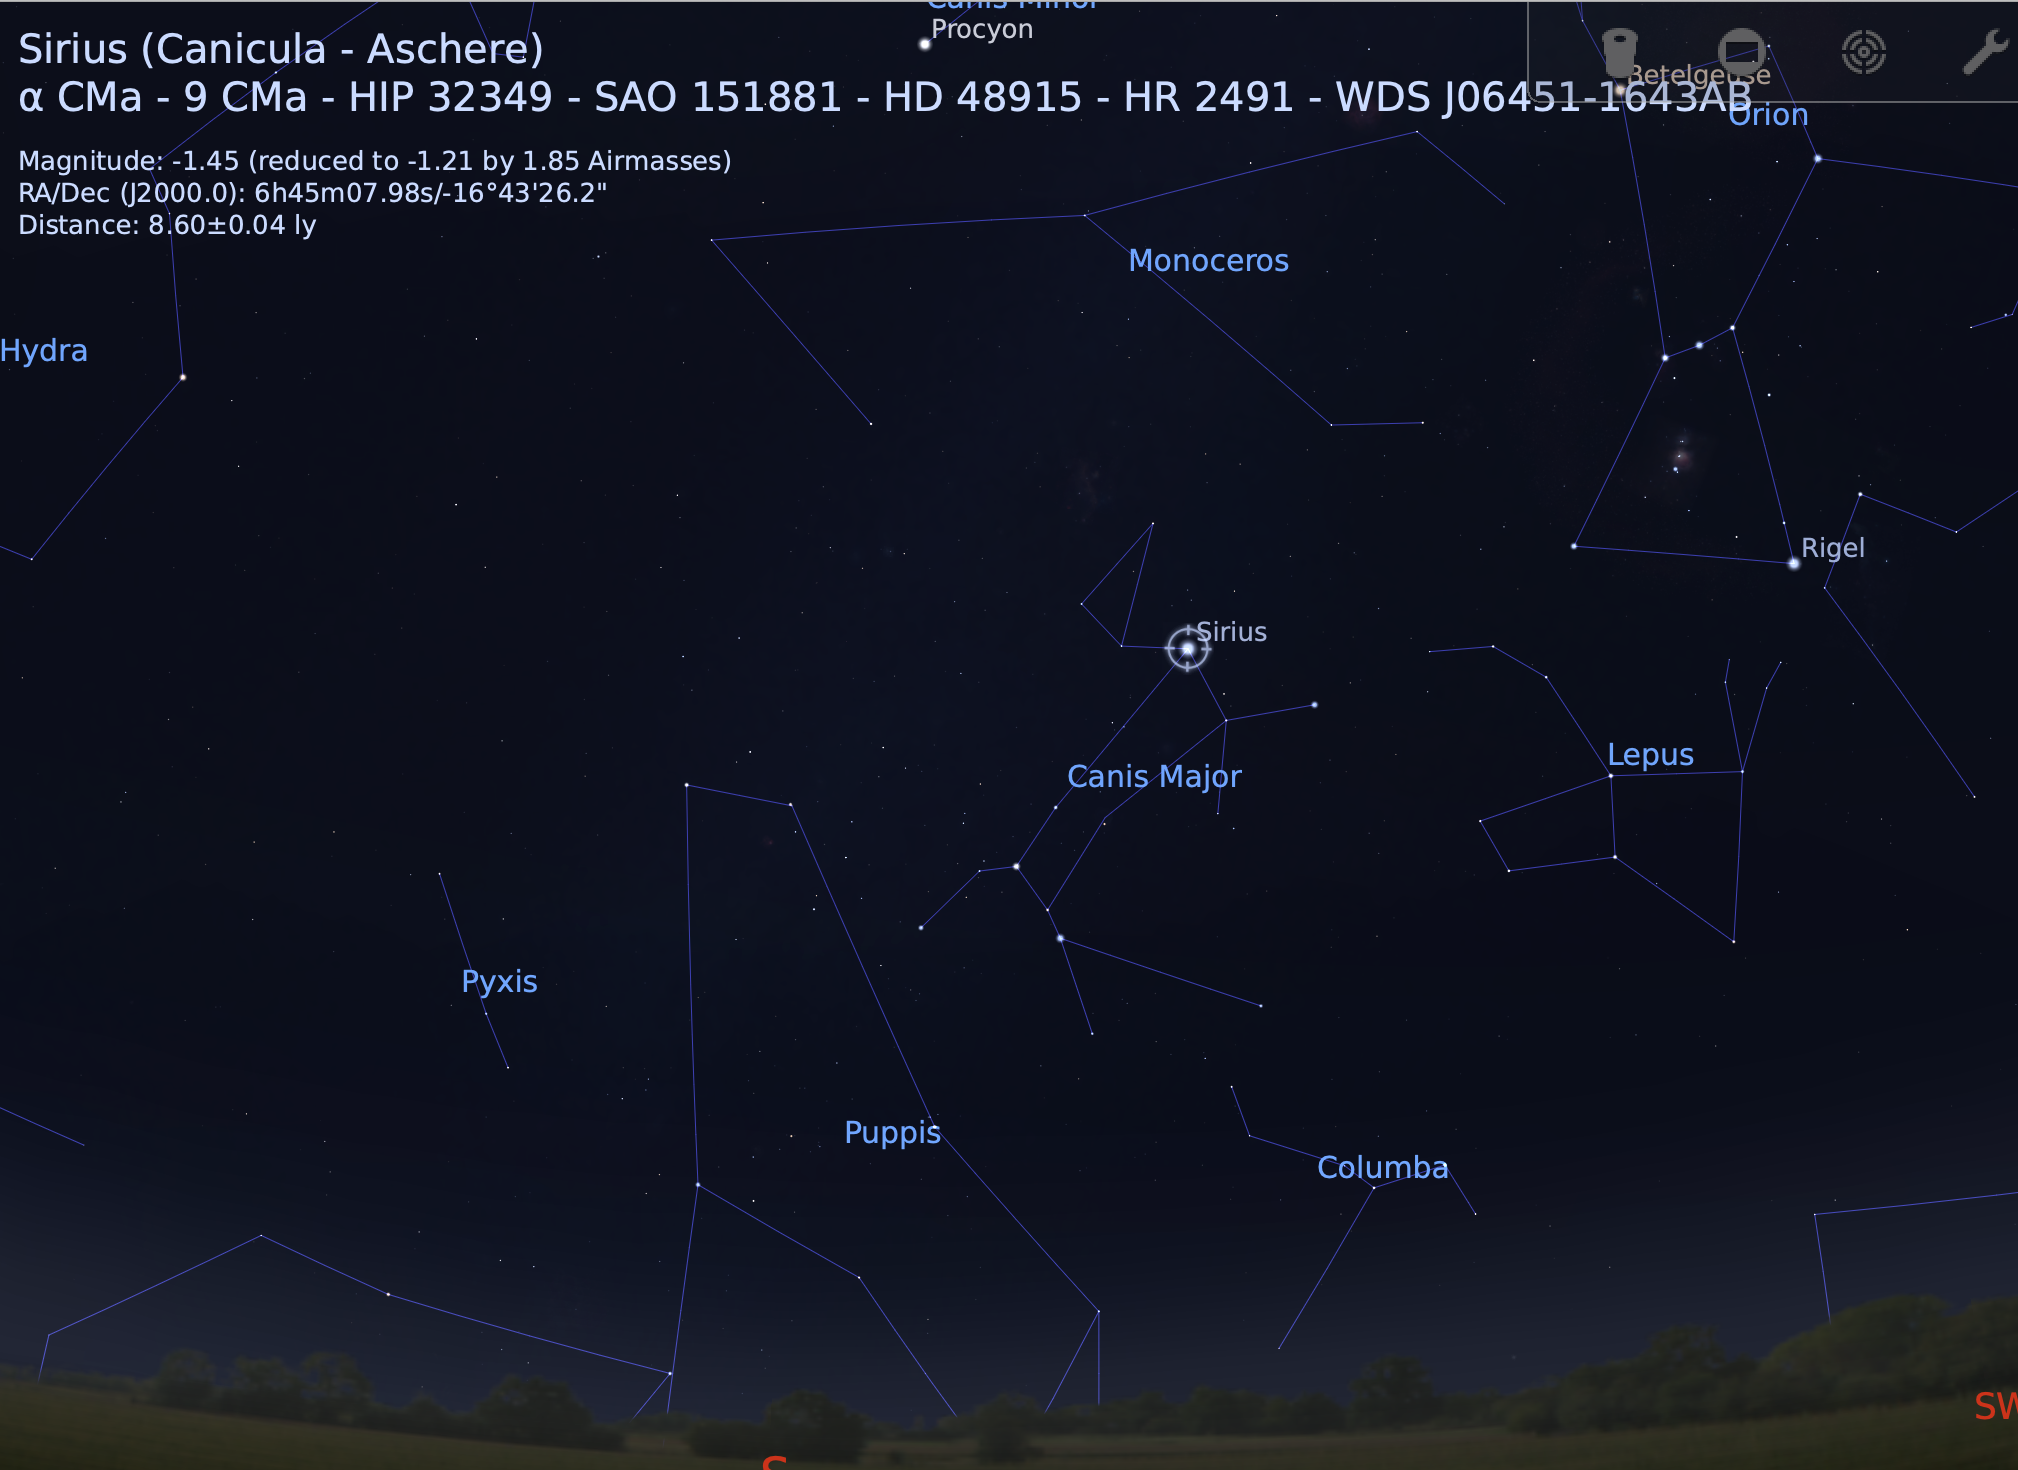 Canis Minor
Procyon
Sirius (Canicula - Aschere)
α CMa - 9 CMa - HIP 32349 - SAO 151881 - HD 48915 - HR 2491 - WDS J06451-1643AB
Betelgeuse
Orion
Magnitude: -1.45 (reduced to -1.21 by 1.85 Airmasses)
RA/Dec (J2000.0): 6h45m07.98s/-16°43'26.2"
Distance: 8.60±0.04 ly
Monoceros
Hydra
Rigel
Sirius
Lepus
Canis Major
Pyxis
Puppis
Columba
SW
S